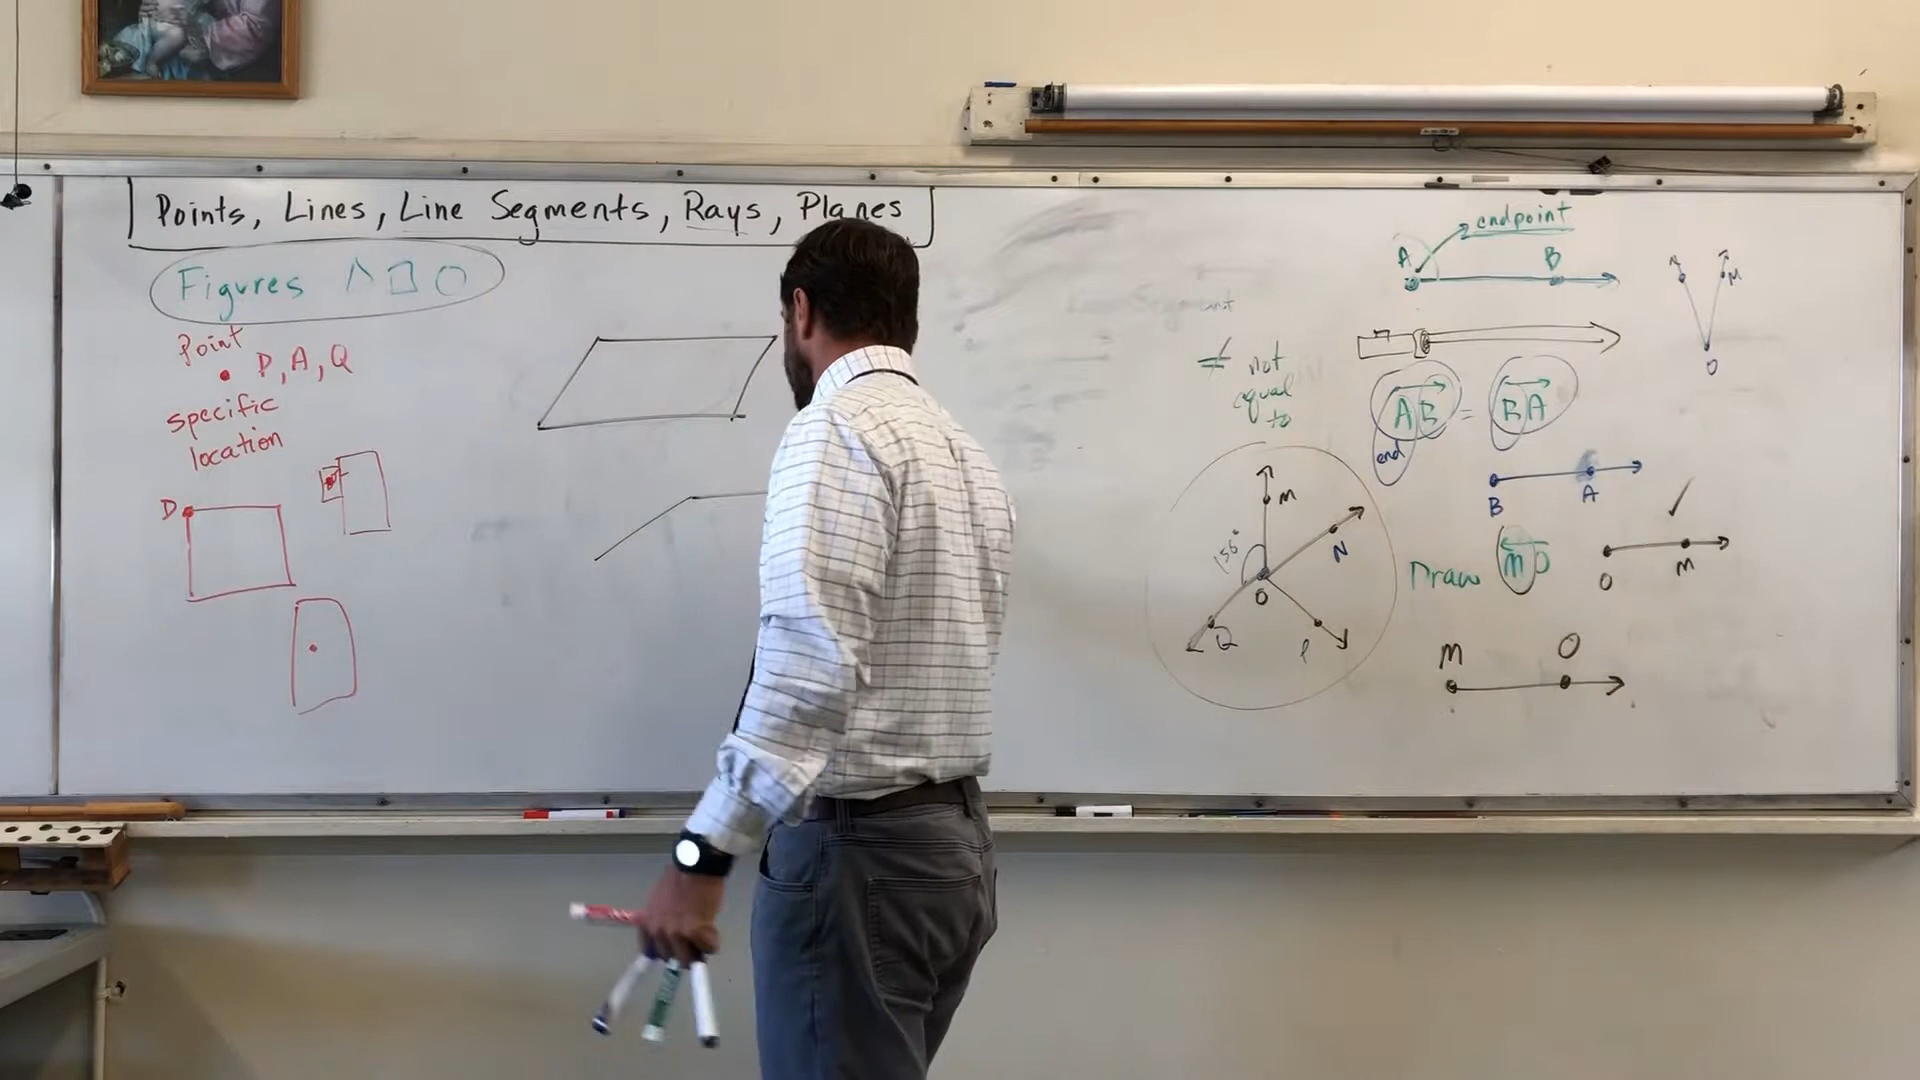 Points, Lines, Line Segments, Rays, Planes
Figures
Point
P, A, Q
specific
location
D
≠ not
equal
to
endpoint
A B
M
O
AB = BA
end
B A
Draw MO
O M
M O
M
N
156°
O
Q
P